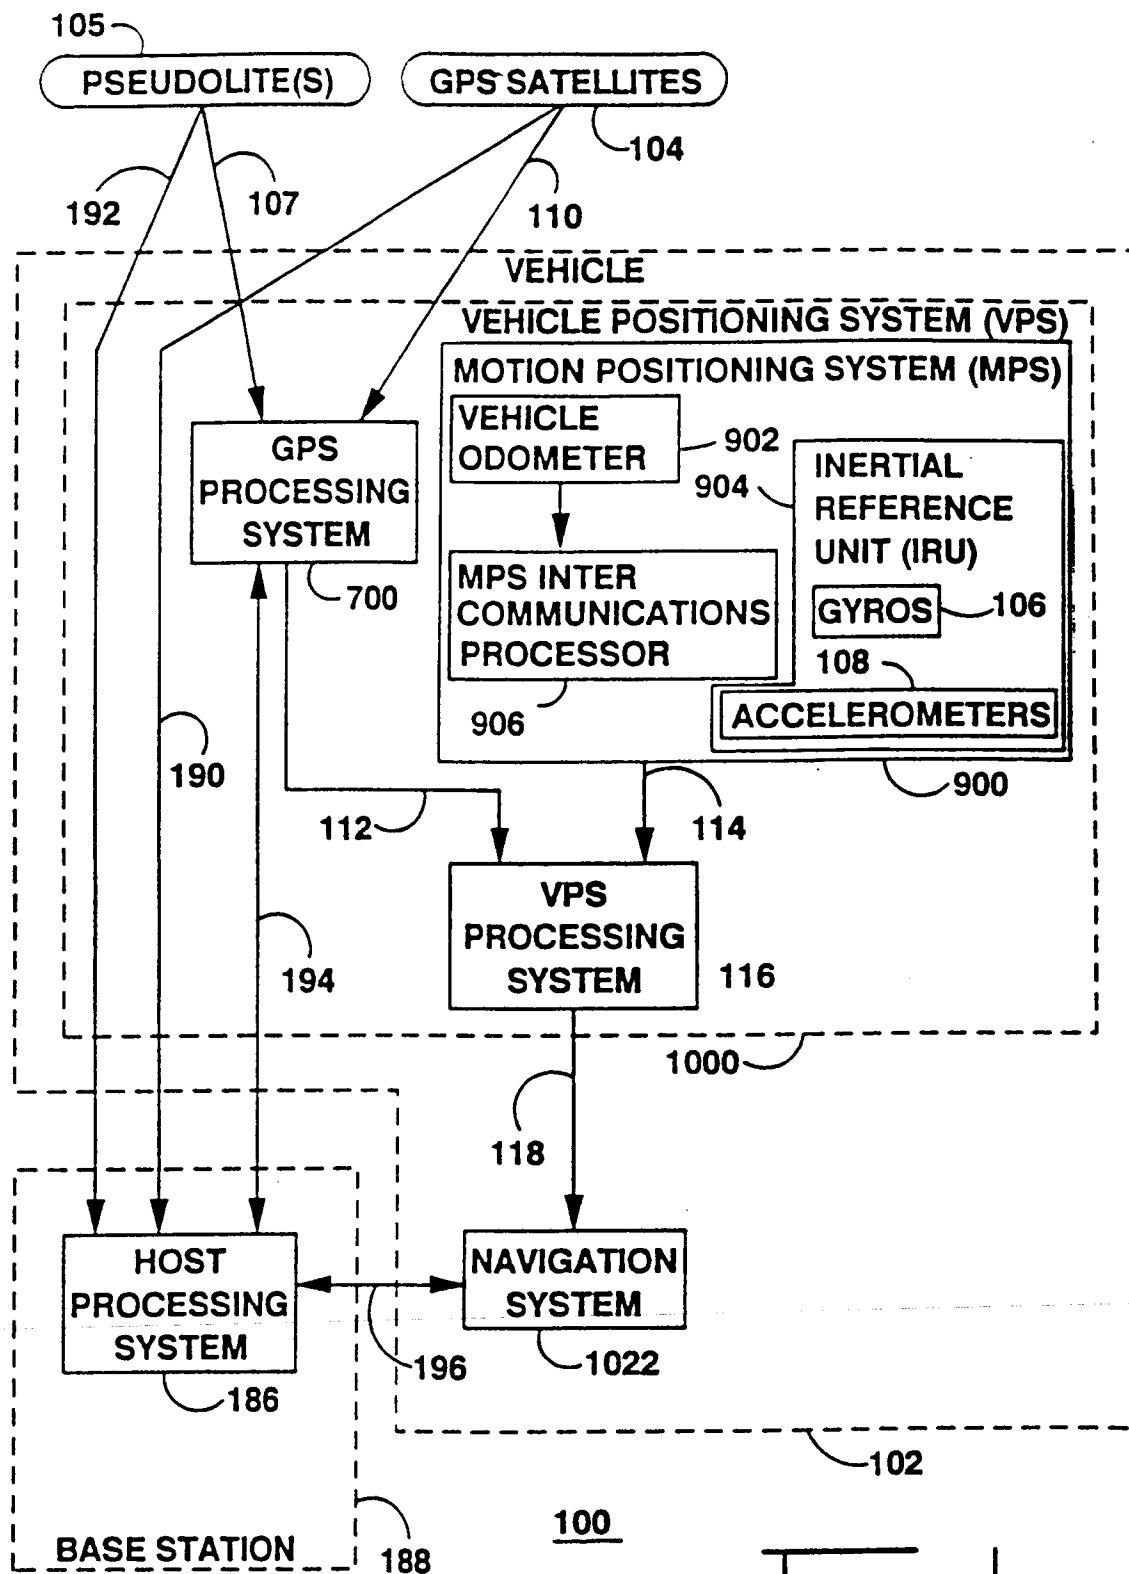 105
PSEUDOLITE(S)
GPS SATELLITES
104
192
107
110
VEHICLE
VEHICLE POSITIONING SYSTEM (VPS)
MOTION POSITIONING SYSTEM (MPS)
VEHICLE
ODOMETER
902
904
INERTIAL
REFERENCE
UNIT (IRU)
GPS
PROCESSING
SYSTEM
700
MPS INTER
COMMUNICATIONS
PROCESSOR
906
GYROS
106
108
ACCELEROMETERS
900
190
112
114
VPS
PROCESSING
SYSTEM
116
194
1000
118
HOST
PROCESSING
SYSTEM
186
NAVIGATION
SYSTEM
196
1022
102
BASE STATION
188
100